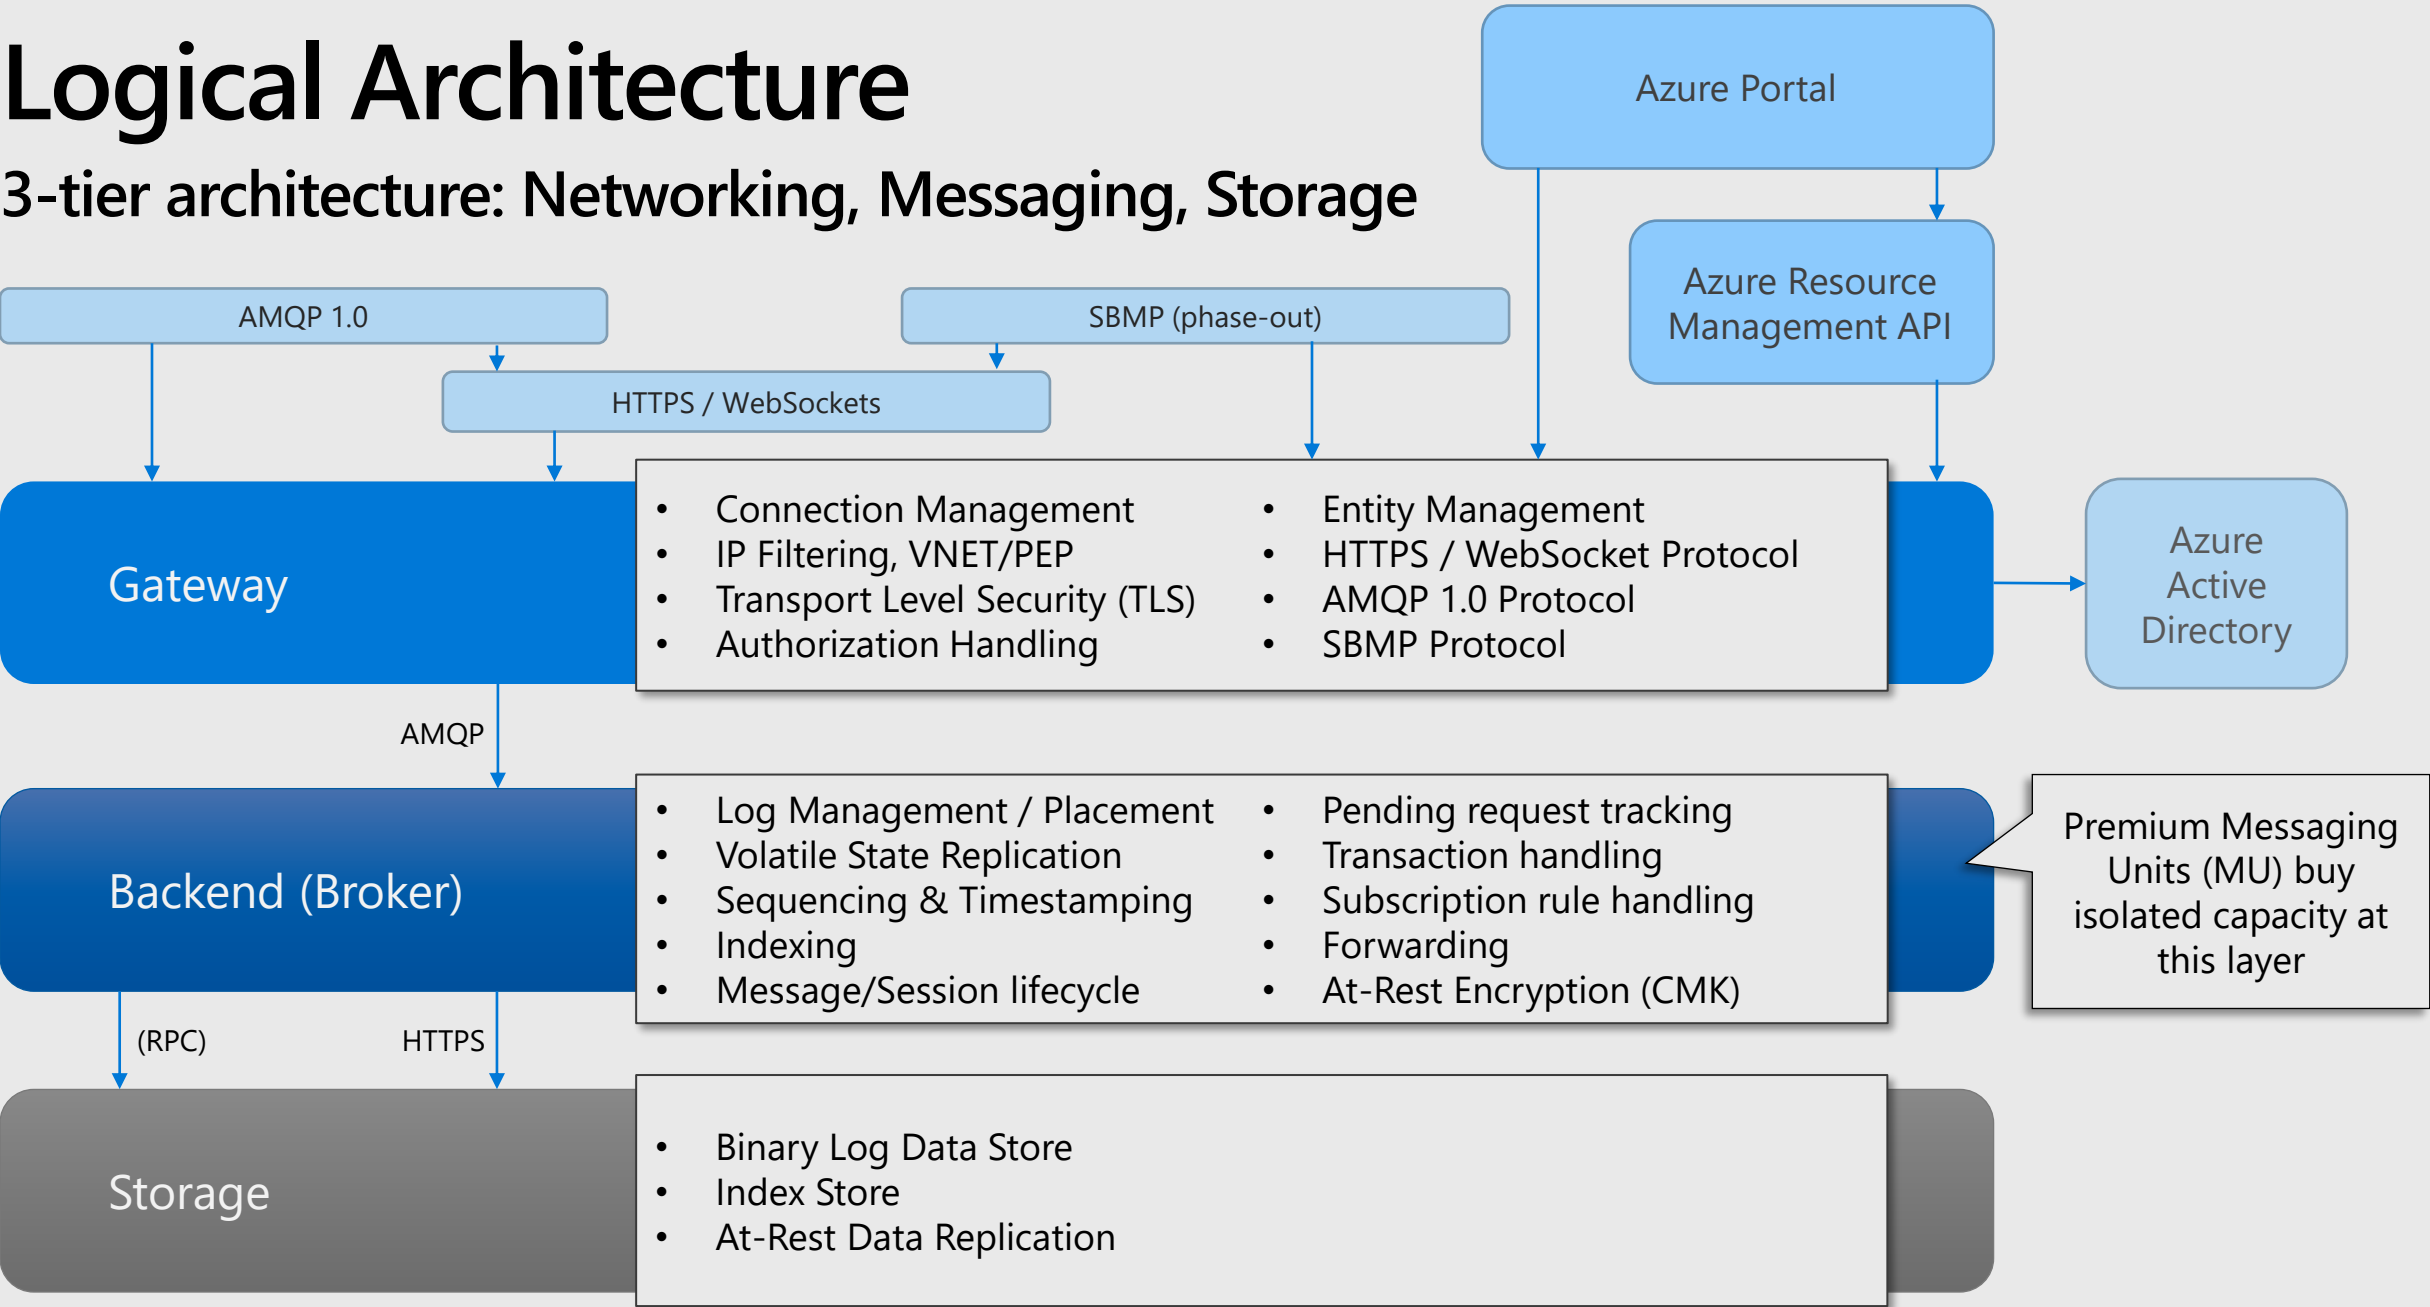 Logical Architecture
3-tier architecture: Networking, Messaging, Storage
Azure Portal
Azure Resource
Management API
AMQP 1.0
SBMP (phase-out)
HTTPS / WebSockets
Gateway
• Connection Management
• IP Filtering, VNET/PEP
• Transport Level Security (TLS)
• Authorization Handling
• Entity Management
• HTTPS / WebSocket Protocol
• AMQP 1.0 Protocol
• SBMP Protocol
Azure
Active
Directory
AMQP
Backend (Broker)
• Log Management / Placement
• Volatile State Replication
• Sequencing & Timestamping
• Indexing
• Message/Session lifecycle
• Pending request tracking
• Transaction handling
• Subscription rule handling
• Forwarding
• At-Rest Encryption (CMK)
Premium Messaging
Units (MU) buy
isolated capacity at
this layer
(RPC)
HTTPS
Storage
• Binary Log Data Store
• Index Store
• At-Rest Data Replication